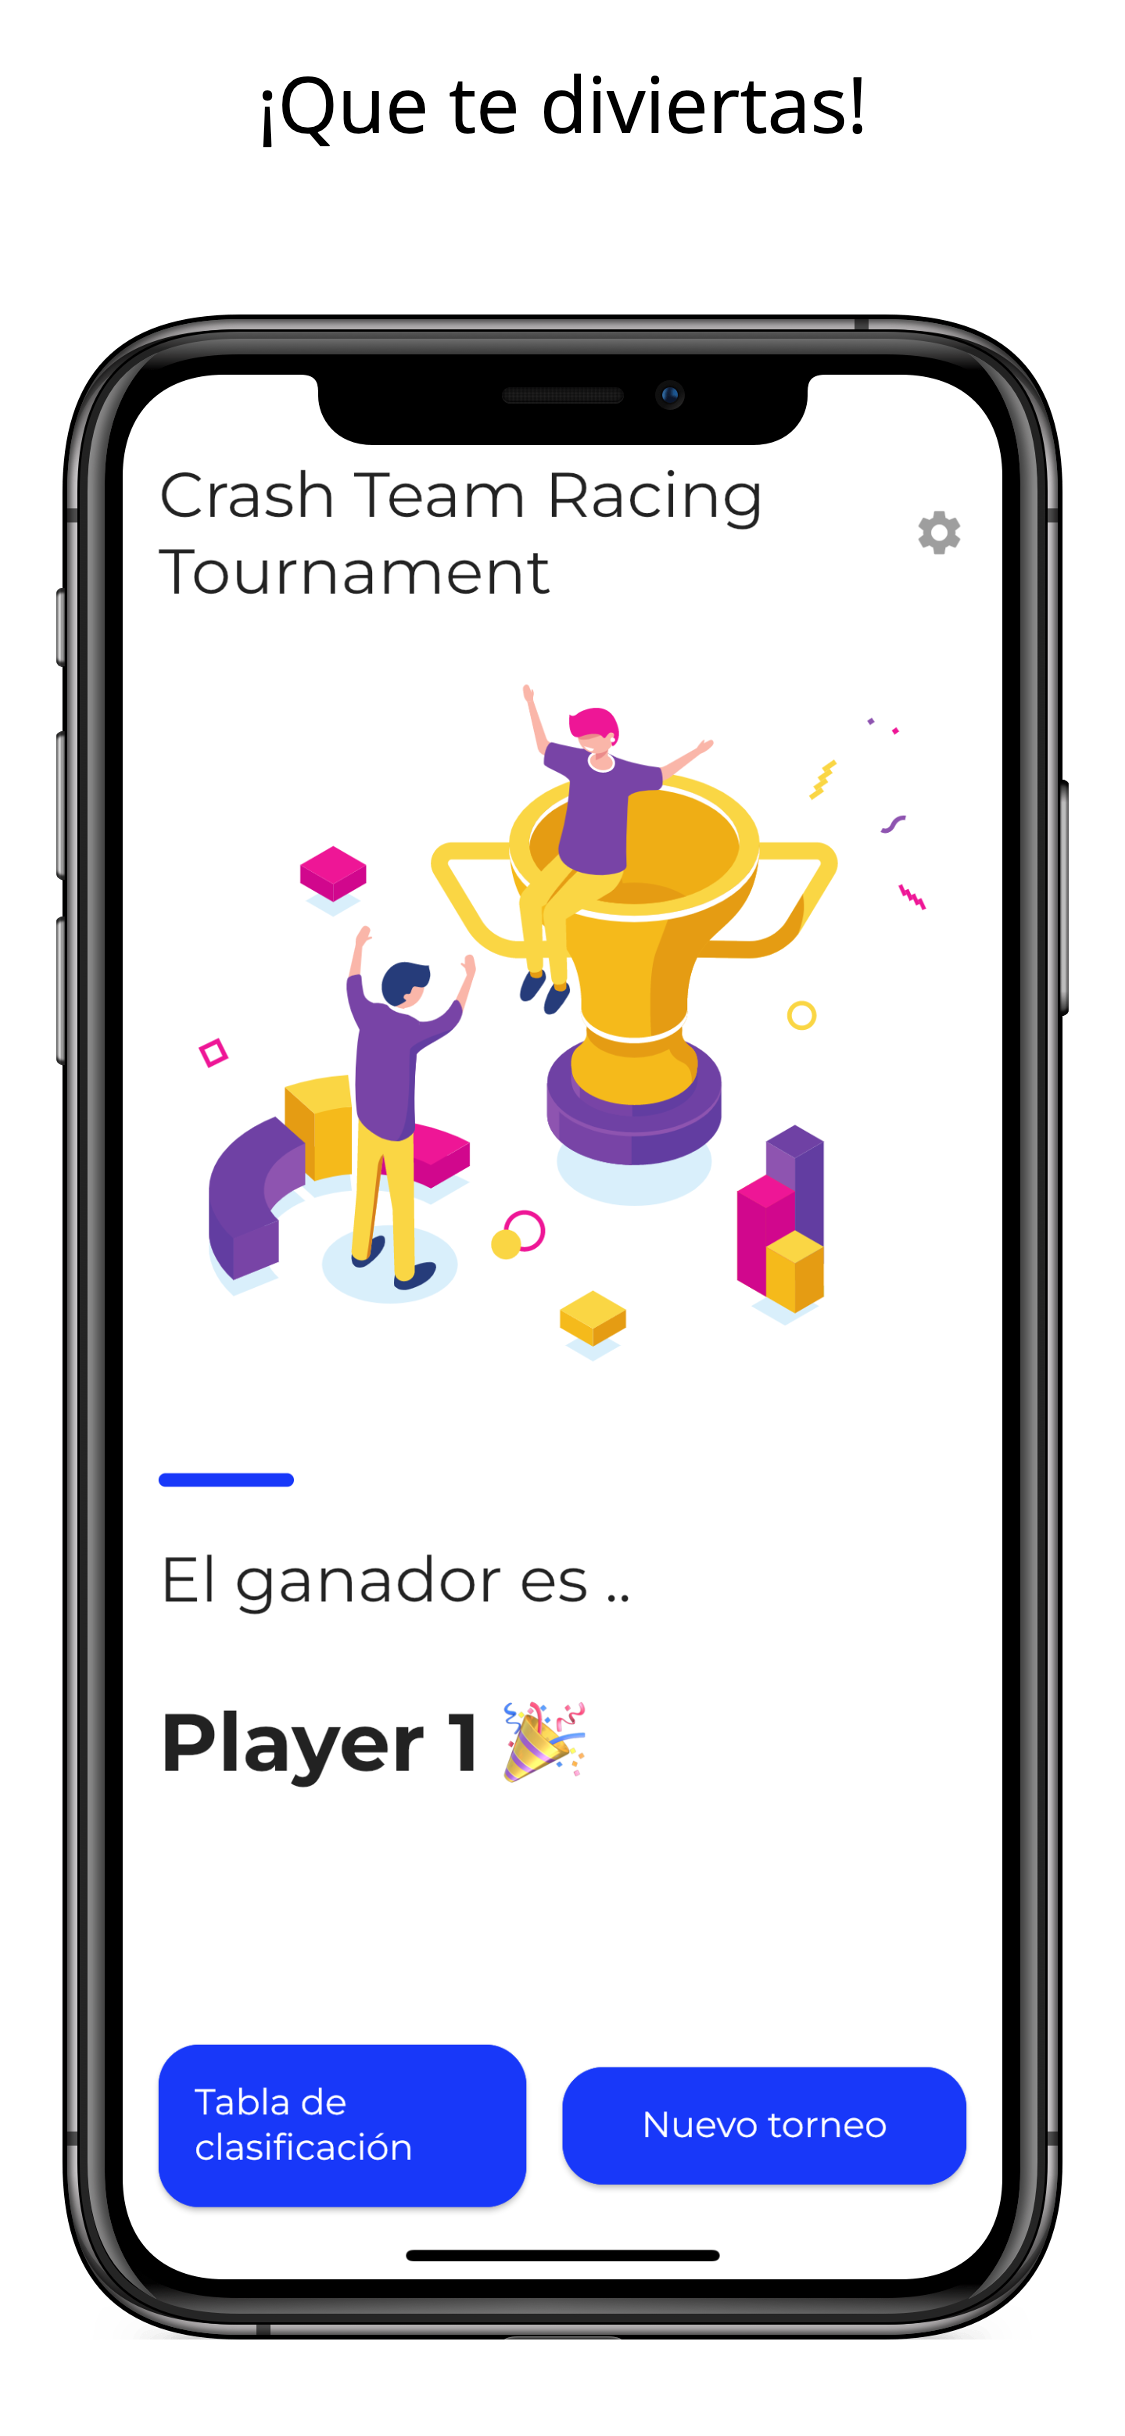 ¡Que te diviertas!
Crash Team Racing
Tournament
El ganador es ..
Player 1 🎉
Tabla de
clasificación
Nuevo torneo